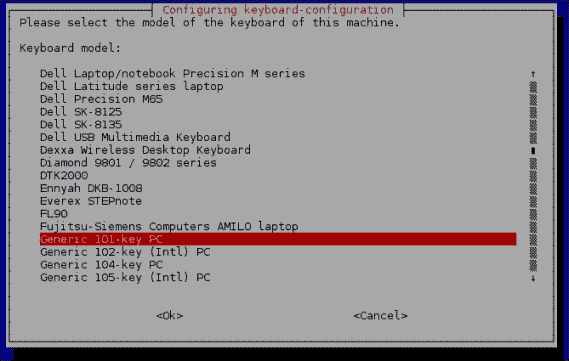 Configuring keyboard-configuration
Please select the model of the keyboard of this machine.
Keyboard model:
Dell Laptop/notebook Precision M series
Dell Latitude series laptop
Dell Precision M65
Dell SK-8125
Dell SK-8135
Dell USB Multimedia Keyboard
Dexxa Wireless Desktop Keyboard
Diamond 9801 / 9802 series
DTK2000
Ennyah DKB-1008
Everex STEPnote
FL90
Fujitsu-Siemens Computers AMILO laptop
Generic 101-key PC
Generic 102-key (Intl) PC
Generic 104-key PC
Generic 105-key (Intl) PC
<Ok> <Cancel>